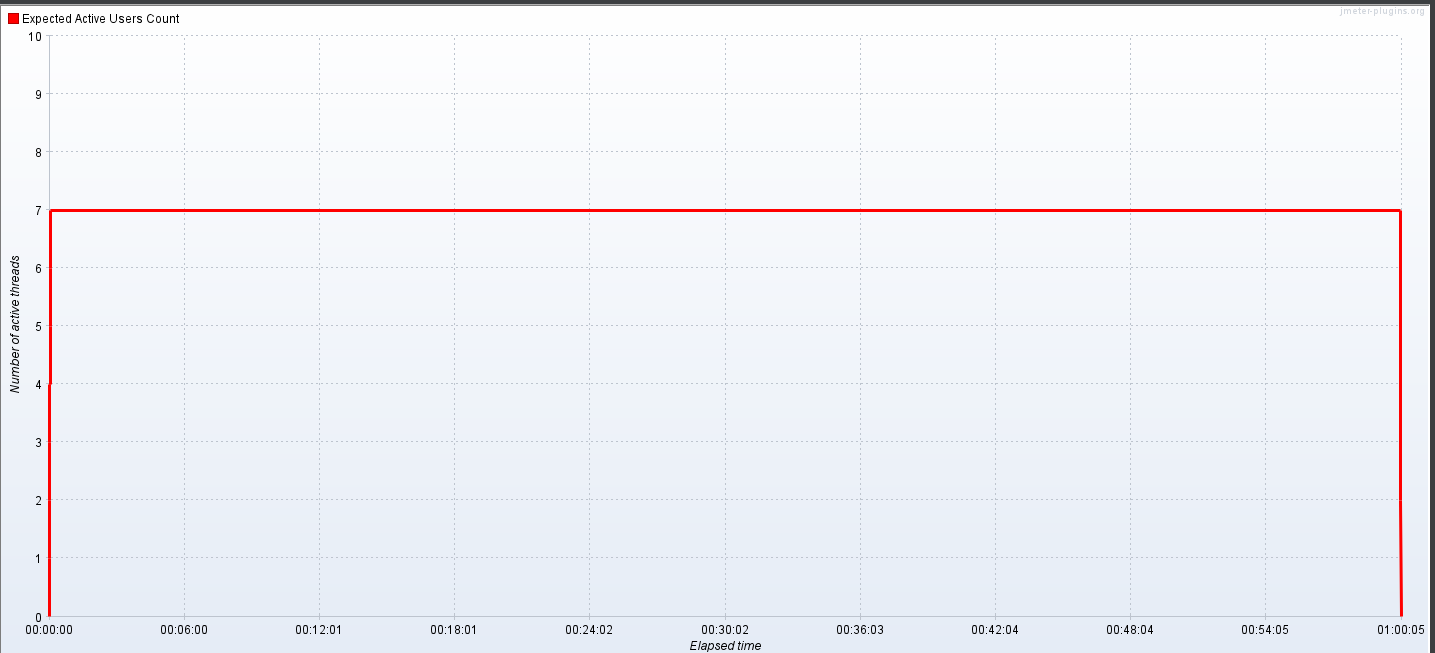 Expected Active Users Count
jmeter-plugins.org
10
9
8
7
6
5
4
3
2
1
0
Number of active threads
00:00:00 00:06:00 00:12:01 00:18:01 00:24:02 00:30:02 00:36:03 00:42:04 00:48:04 00:54:05 01:00:05
Elapsed time